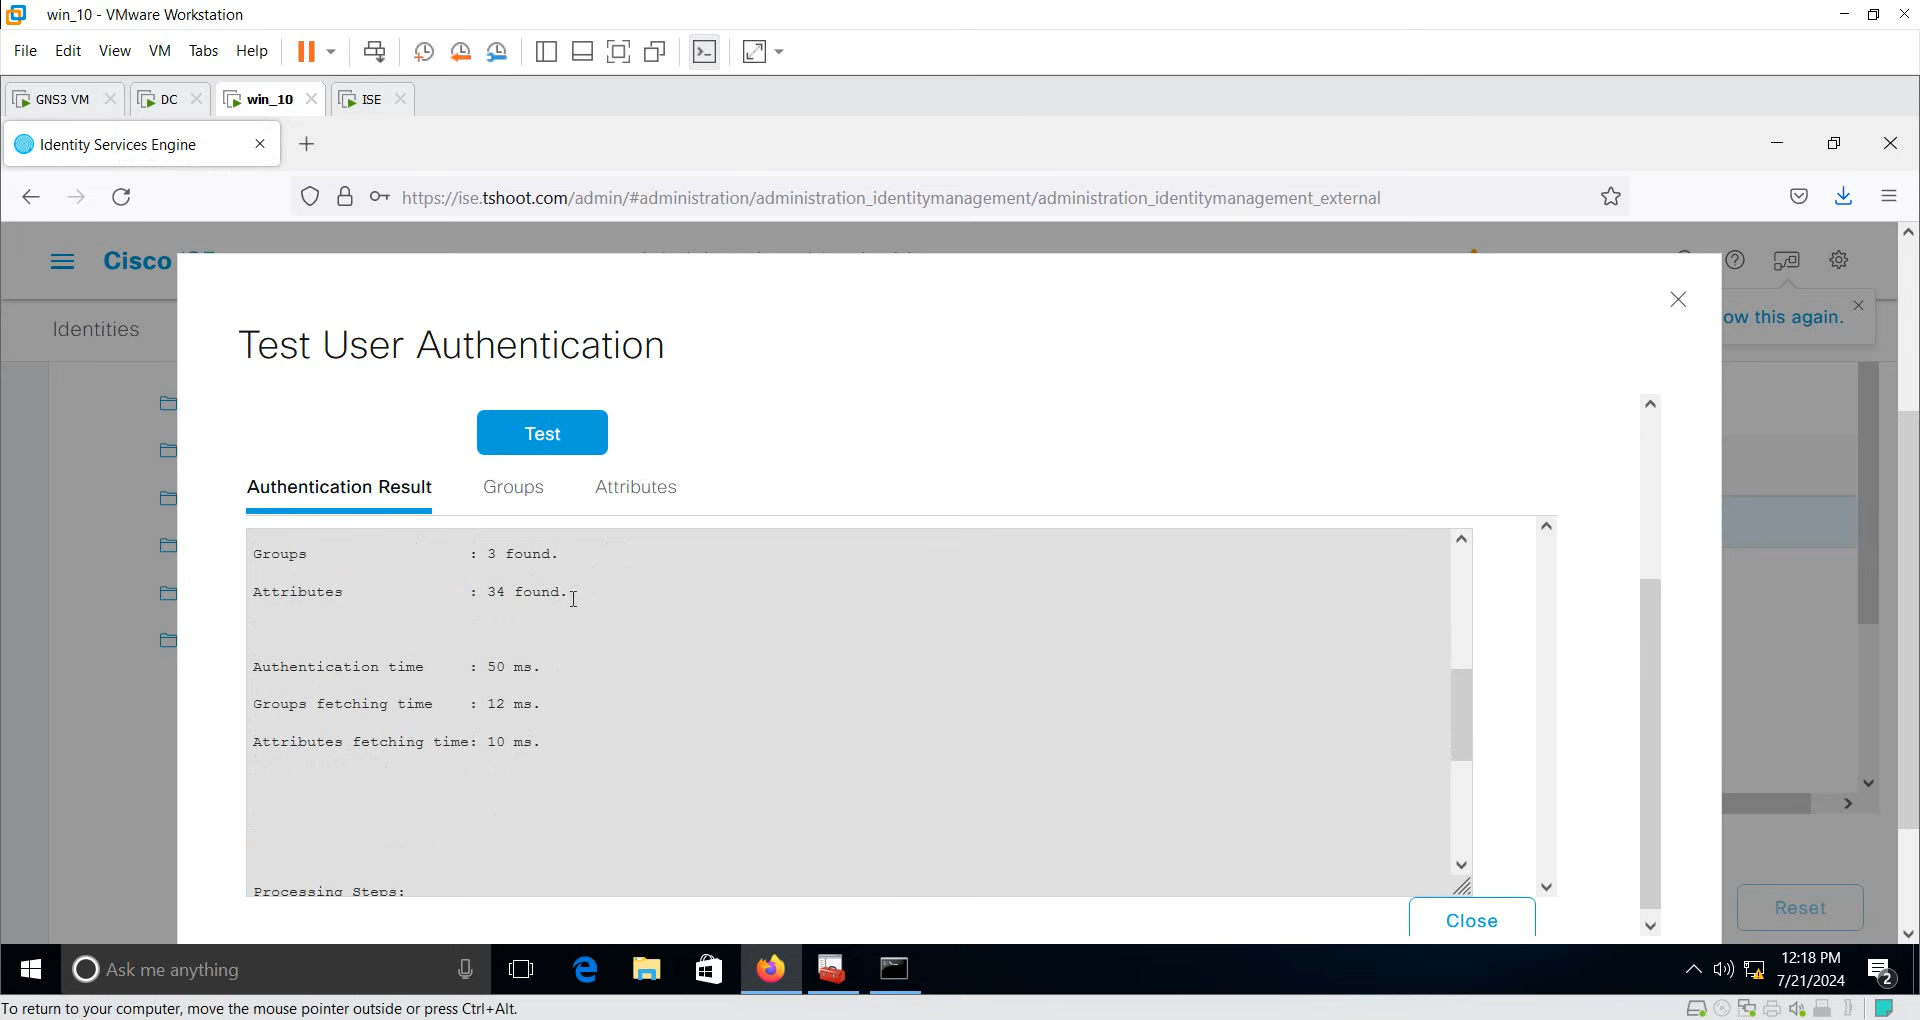 win_10 - VMware Workstation
File Edit View VM Tabs Help
GNS3 VM DC win_10 ISE
Identity Services Engine
https://ise.tshoot.com/admin/#administration/administration_identitymanagement/administration_identitymanagement_external
Cisco
ow this again.
Identities
Test User Authentication
Test
Authentication Result Groups Attributes
Groups : 3 found.
Attributes : 34 found.
Authentication time : 50 ms.
Groups fetching time : 12 ms.
Attributes fetching time: 10 ms.
Processing Steps:
Close
Reset
Ask me anything
12:18 PM
7/21/2024
2
To return to your computer, move the mouse pointer outside or press Ctrl+Alt.